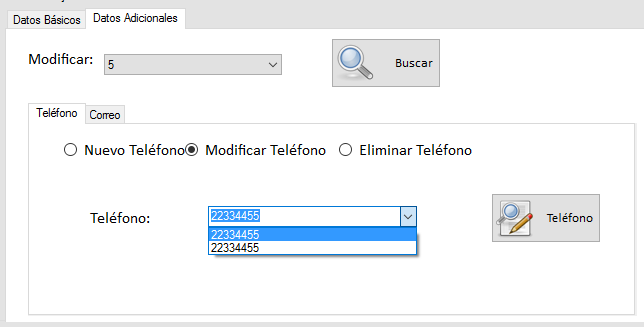 Datos Básicos Datos Adicionales
Modificar: 5 Buscar
Teléfono Correo
Nuevo Teléfono Modificar Teléfono Eliminar Teléfono
Teléfono: 22334455 Teléfono
22334455
22334455